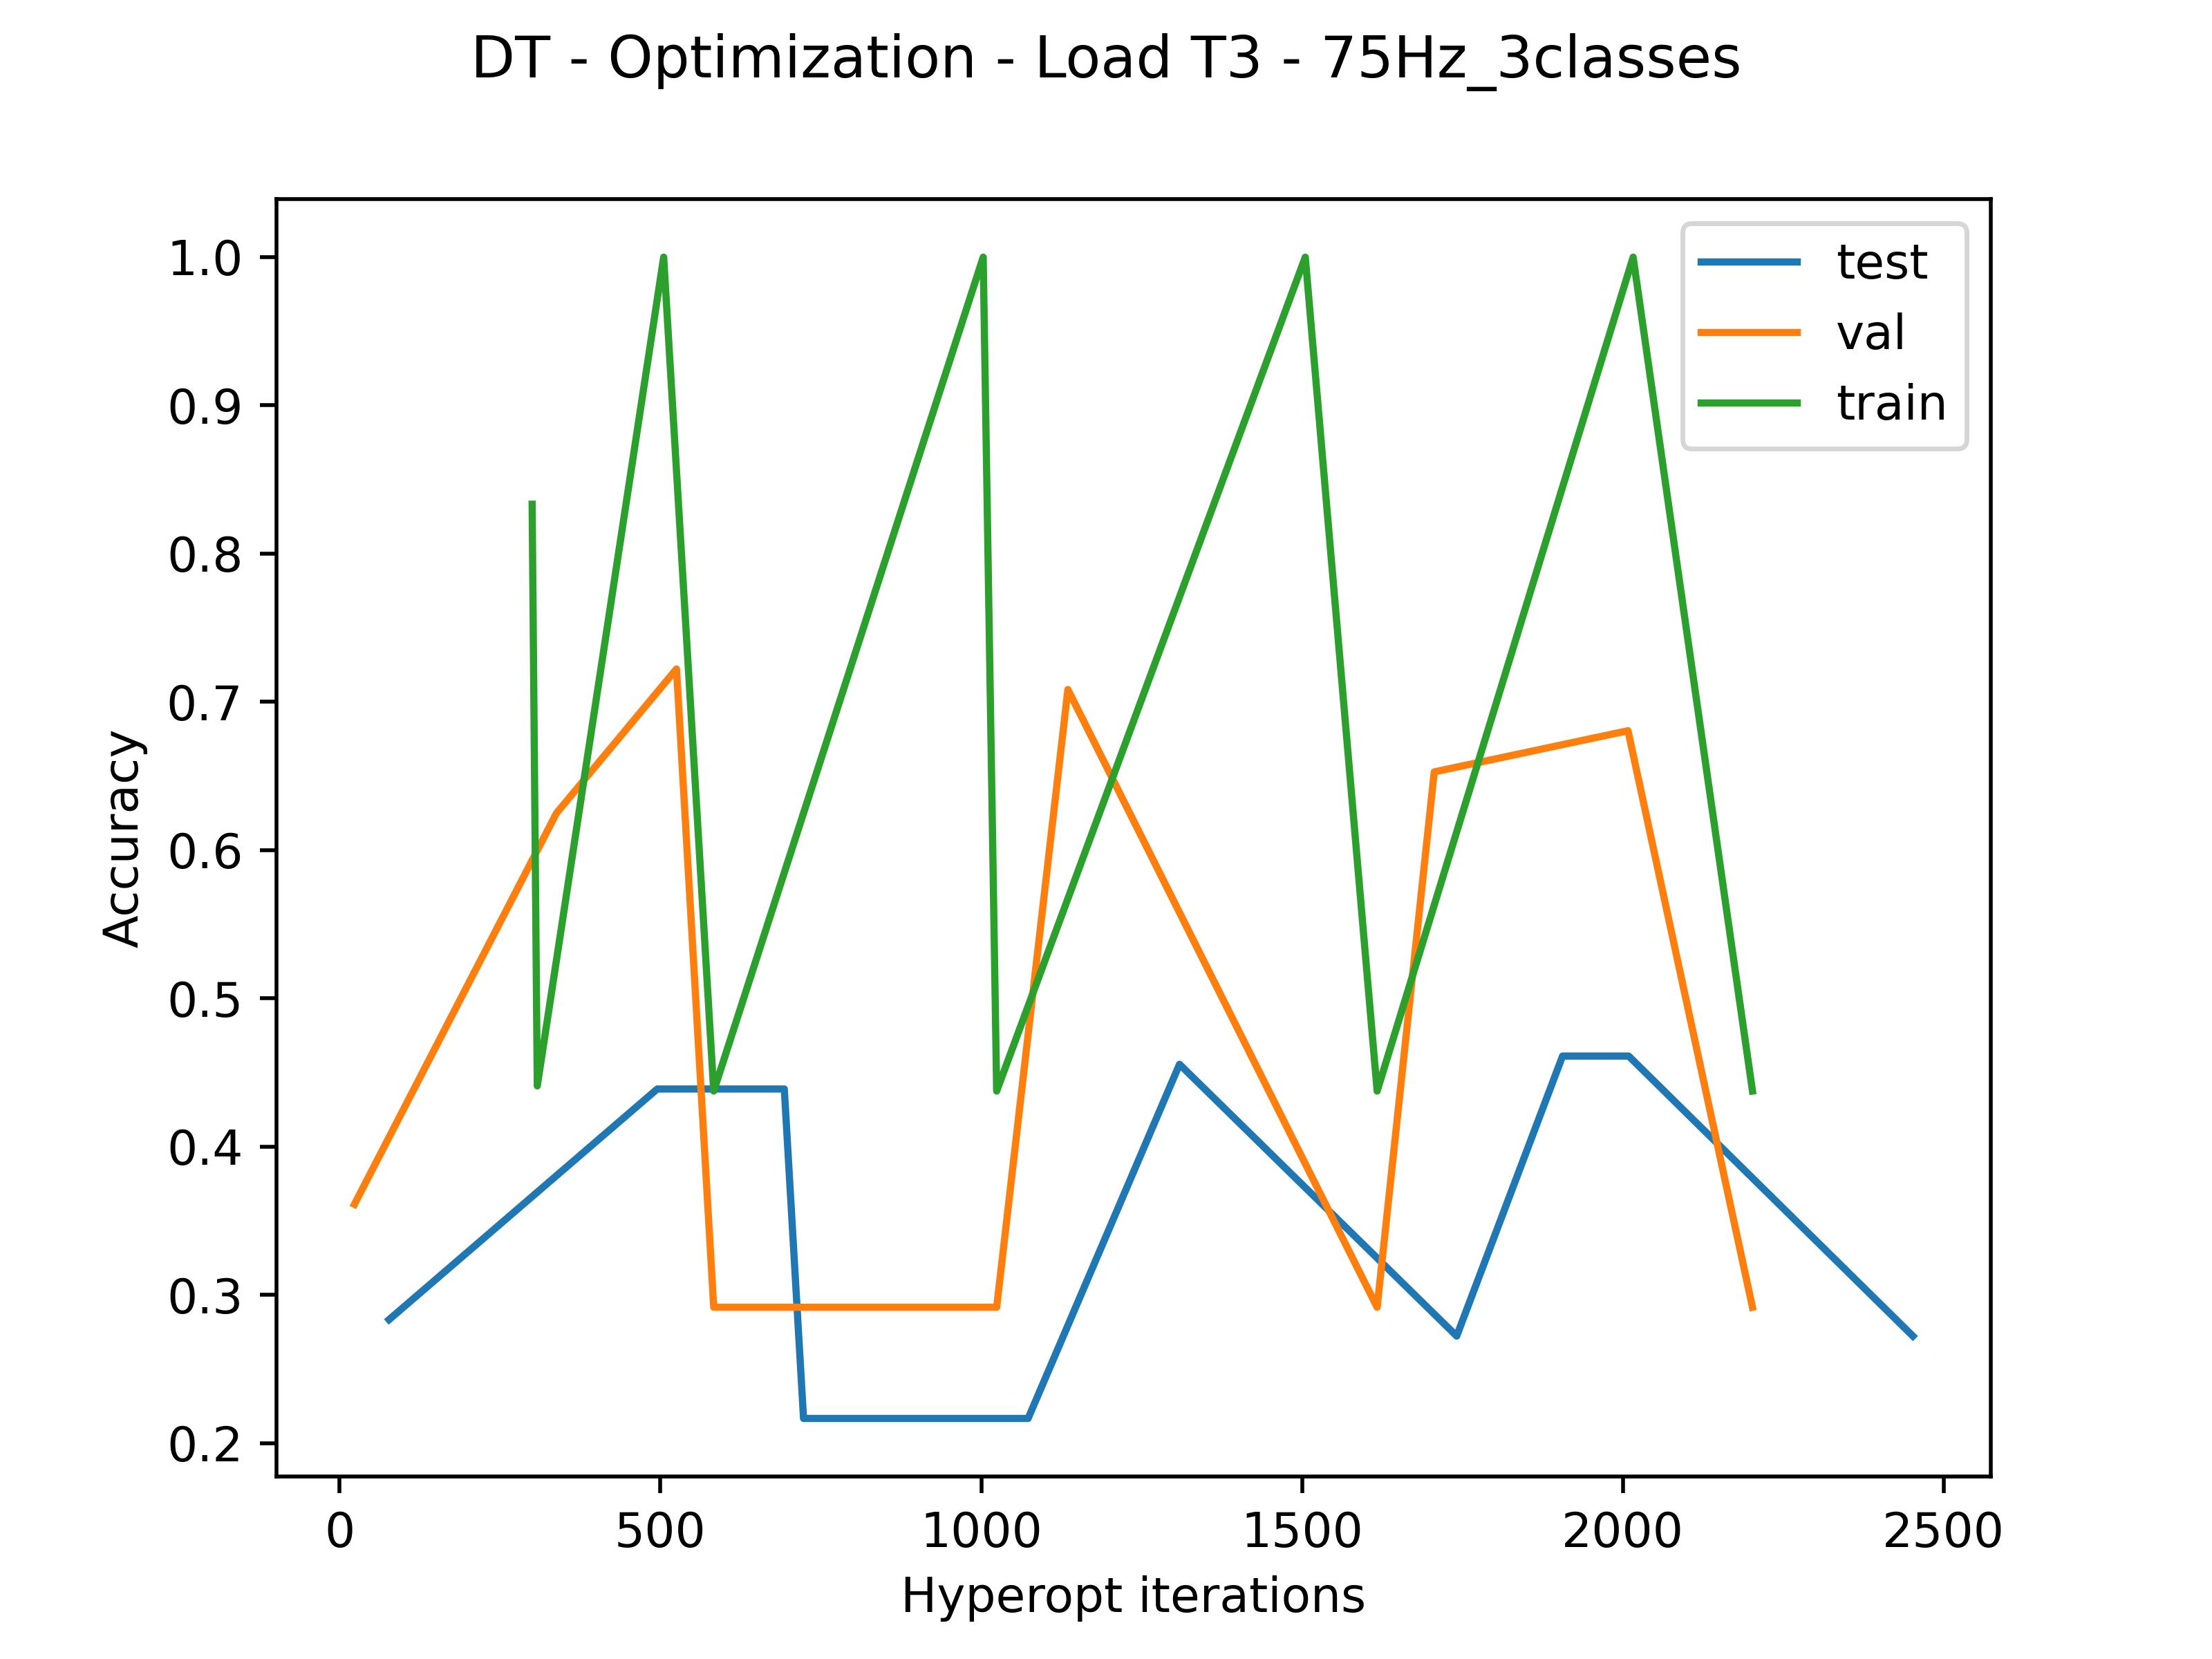 DT - Optimization - Load T3 - 75Hz_3classes
test
val
train
1.0
0.9
0.8
0.7
0.6
0.5
0.4
0.3
0.2
Accuracy
0 500 1000 1500 2000 2500
Hyperopt iterations